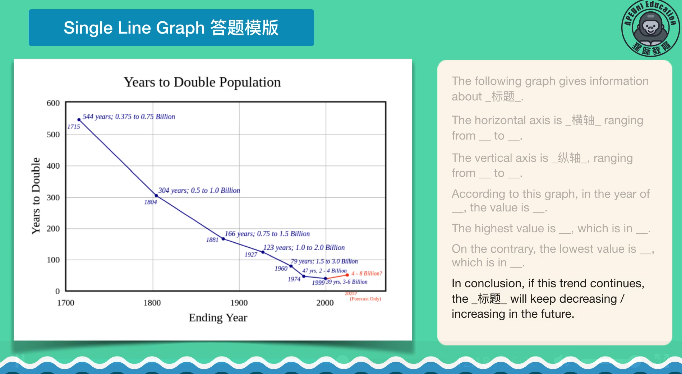 Single Line Graph 答题模版
APEUni Education
猩际教育
Years to Double Population
600
500
400
300
200
100
0
Years to Double
544 years; 0.375 to 0.75 Billion
1715
304 years; 0.5 to 1.0 Billion
1804
166 years; 0.75 to 1.5 Billion
1881
123 years; 1.0 to 2.0 Billion
1927
79 years: 1.5 to 3.0 Billion
1960
47 yrs. 2 - 4 Billion
1974
4 - 8 Billion?
1999
39 yrs. 3-6 Billion
(Forecast Only)
1700
1800
1900
2000
Ending Year
The following graph gives information
about _标题_.
The horizontal axis is _横轴_ ranging
from __ to __.
The vertical axis is _纵轴_, ranging
from __ to __.
According to this graph, in the year of
__, the value is __.
The highest value is __, which is in __.
On the contrary, the lowest value is __,
which is in __.
In conclusion, if this trend continues,
the _标题_ will keep decreasing /
increasing in the future.